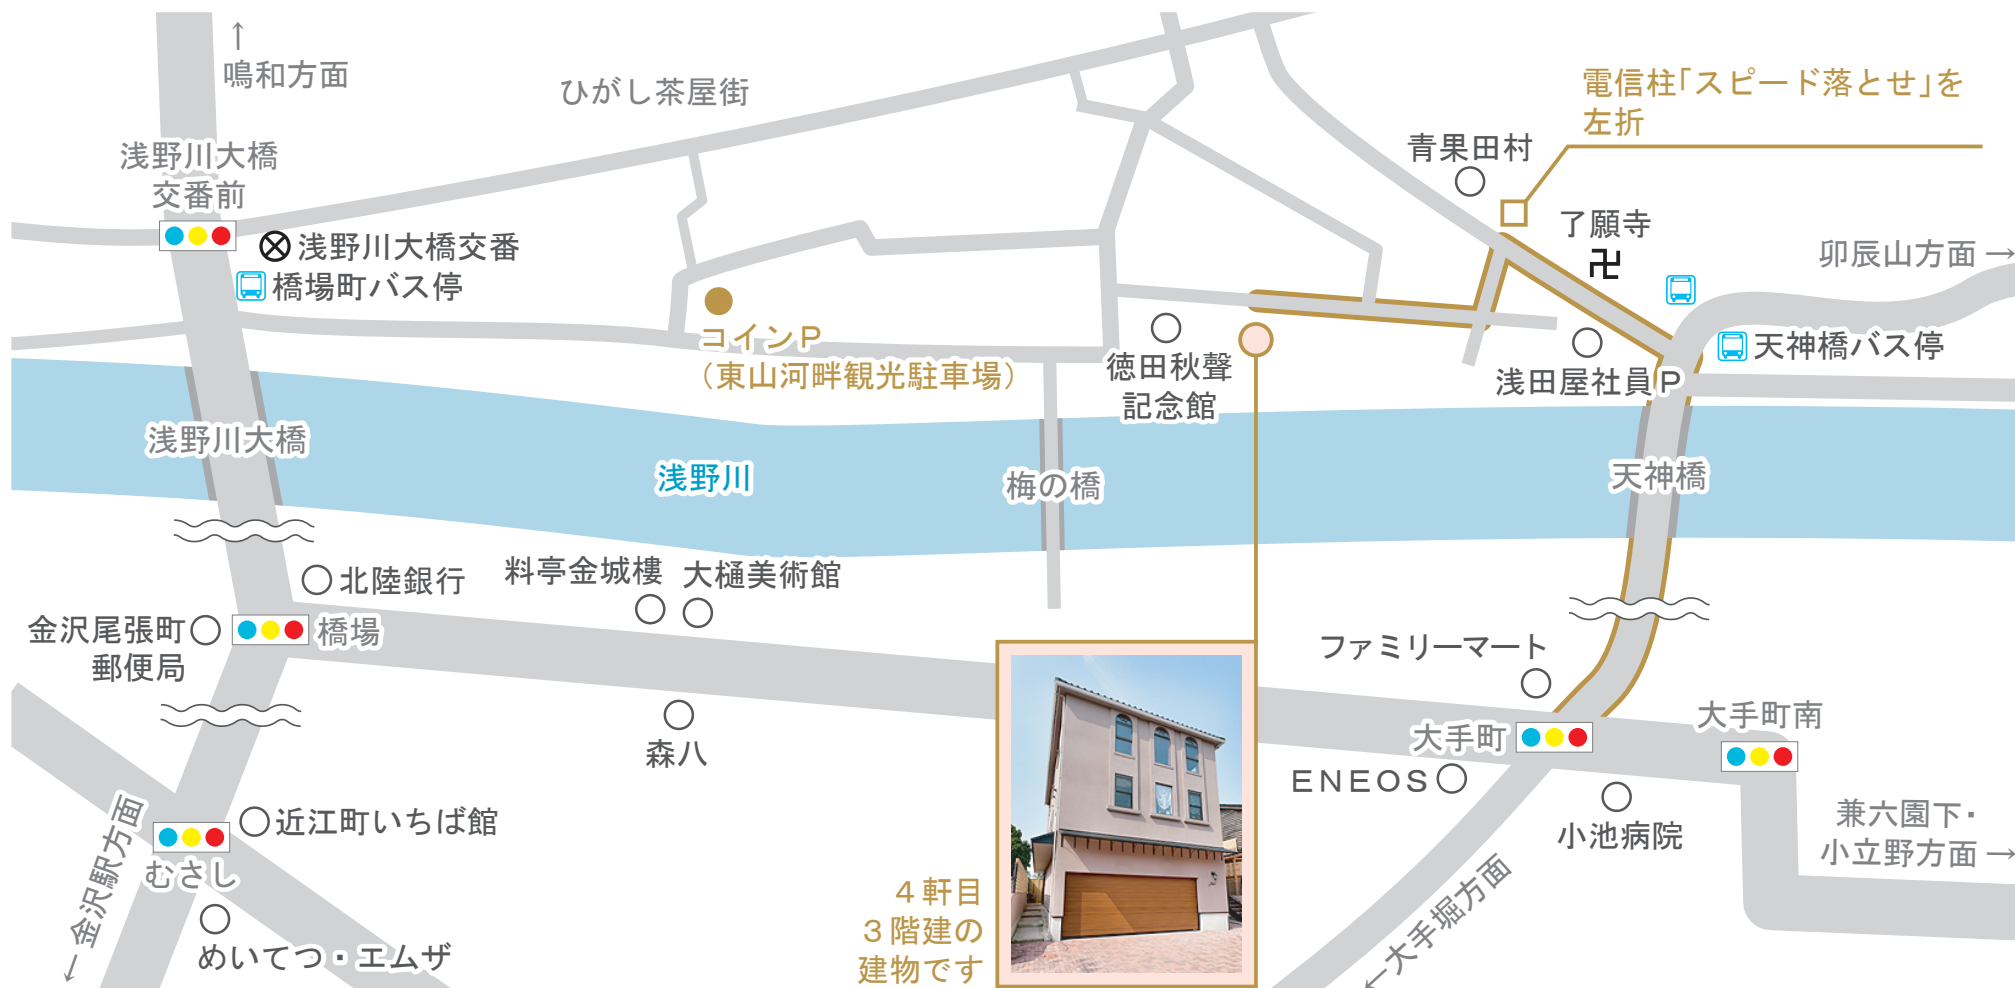 ↑
鳴和方面
ひがし茶屋街
電信柱「スピード落とせ」を
左折
青果田村
浅野川大橋
交番前
了願寺
卍
卯辰山方面→
浅野川大橋交番
橋場町バス停
コインP
（東山河畔観光駐車場）
徳田秋聲
記念館
天神橋バス停
浅田屋社員P
浅野川大橋
浅野川
梅の橋
天神橋
北陸銀行
料亭金城樓
大樋美術館
金沢尾張町
郵便局
橋場
ファミリーマート
森八
大手町
大手町南
ENEOS
小池病院
近江町いちば館
むさし
←金沢駅方面
めいてつ・エムザ
4軒目
3階建の
建物です
←大手堀方面
兼六園下・
小立野方面→